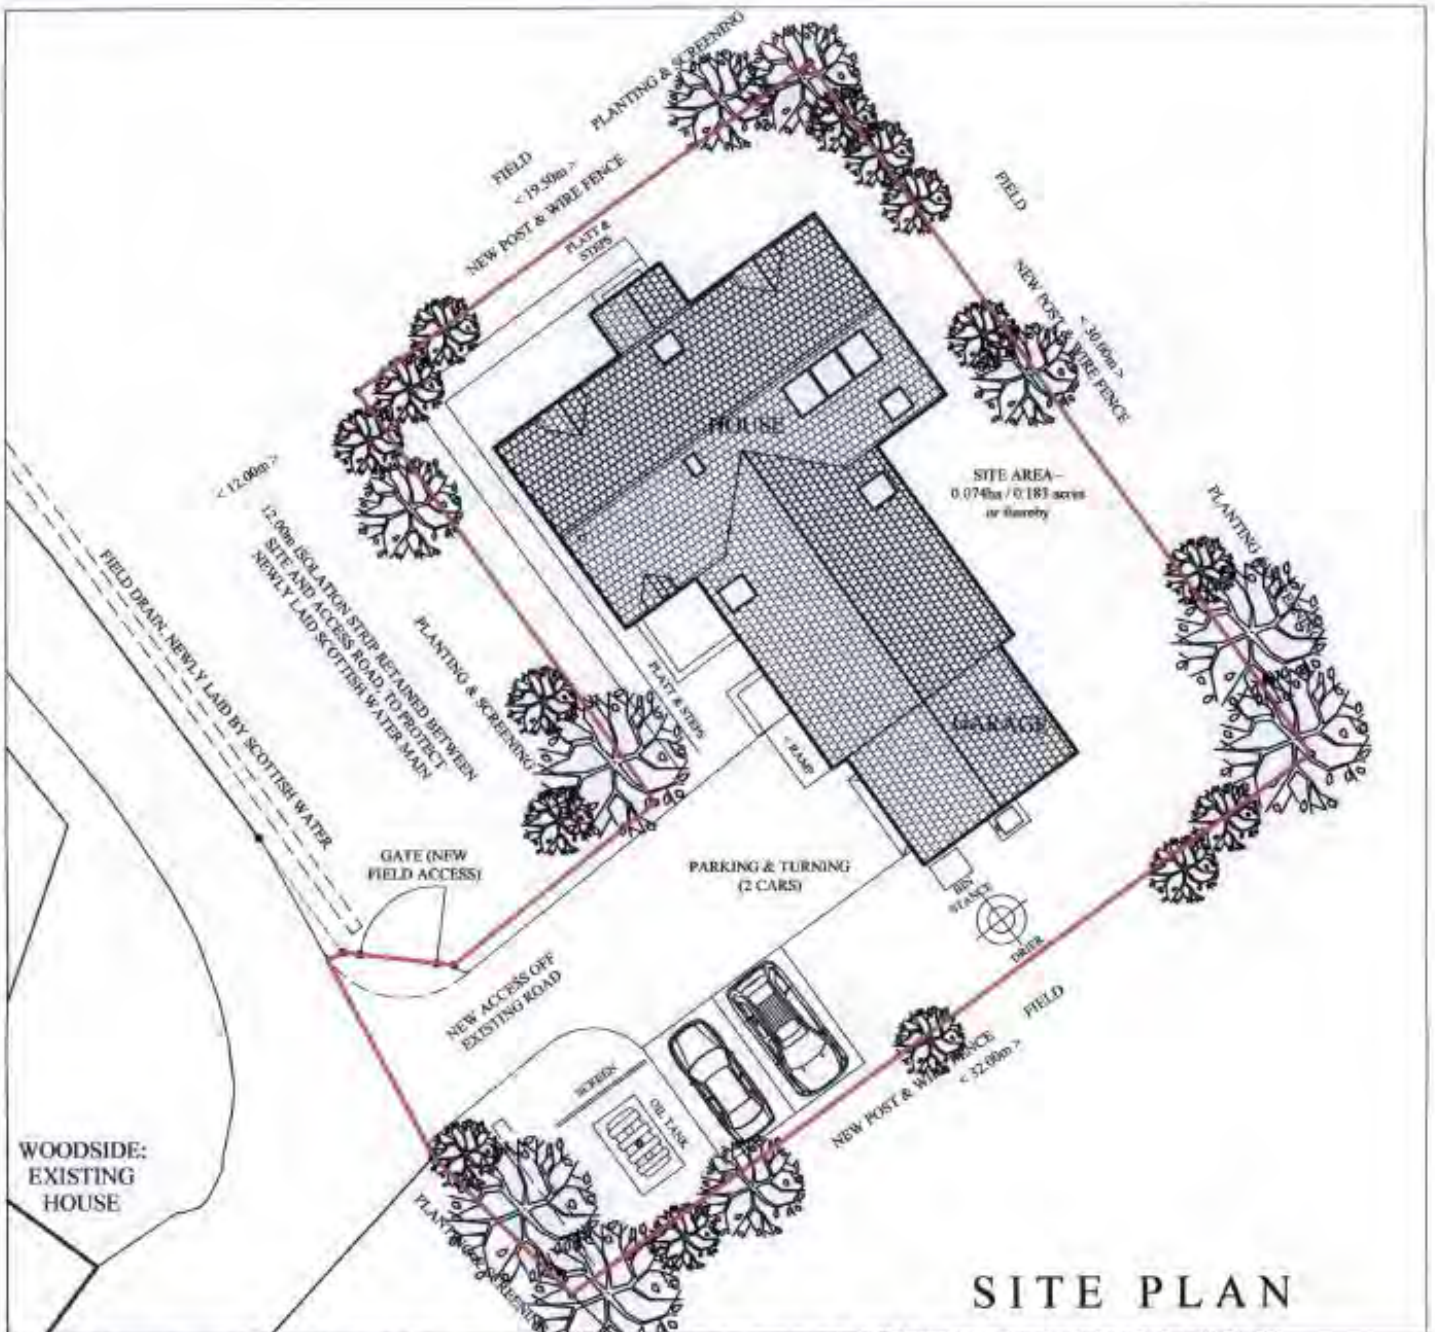 PLANTING & SCREENING
FIELD
< 19.50m >
NEW POST & WIRE FENCE
PLATT &
STEPS
FIELD
NEW POST & WIRE FENCE
< 30.00m >
HOUSE
SITE AREA–
0.074ha / 0.183 acres
or thereby
PLANTING &
< 12.00m >
12.00m ISOLATION STRIP RETAINED BETWEEN
SITE AND ACCESS ROAD, TO PROTECT
NEWLY LAID SCOTTISH WATER MAIN
FIELD DRAIN, NEWLY LAID BY SCOTTISH WATER
PLANTING & SCREENING
PLATT & STEPS
< RAMP
GARAGE
GATE (NEW
FIELD ACCESS)
PARKING & TURNING
(2 CARS)
BIN
STANCE
DRIER
NEW ACCESS OFF
EXISTING ROAD
FIELD
NEW POST & WIRE FENCE
< 32.00m >
SCREEN
OIL TANK
WOODSIDE:
EXISTING
HOUSE
PLANTING & SCREENING
SITE PLAN